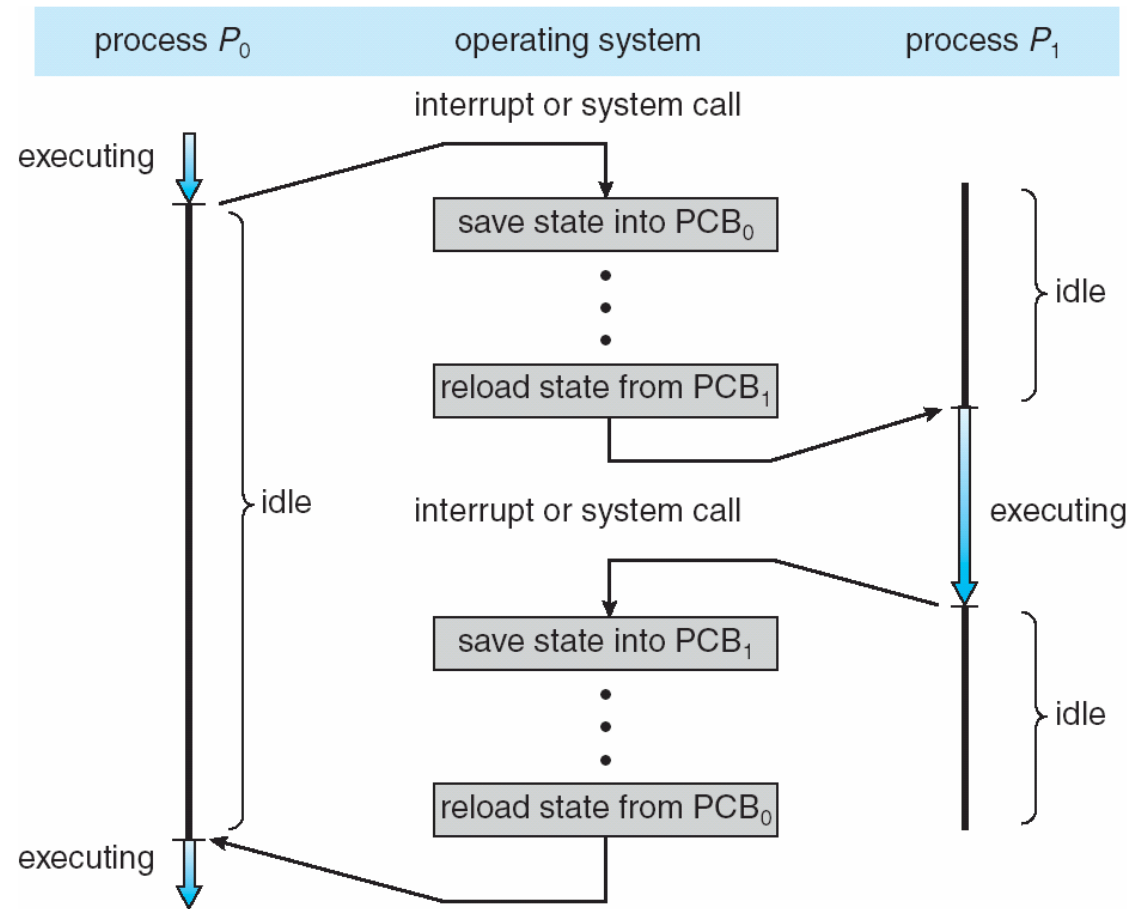 process P₀ operating system process P₁
interrupt or system call
executing
save state into PCB₀
idle
reload state from PCB₁
idle
interrupt or system call
executing
save state into PCB₁
idle
reload state from PCB₀
executing